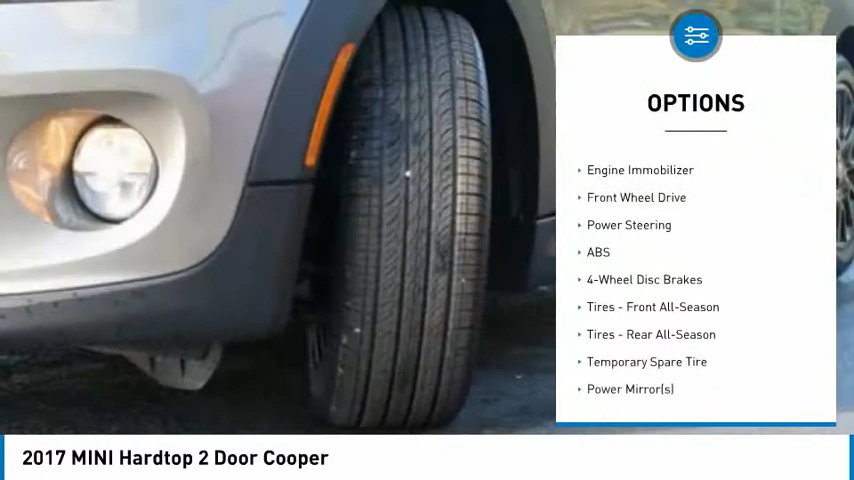 OPTIONS
Engine Immobilizer
Front Wheel Drive
Power Steering
ABS
4-Wheel Disc Brakes
Tires - Front All-Season
Tires - Rear All-Season
Temporary Spare Tire
Power Mirror(s)
2017 MINI Hardtop 2 Door Cooper